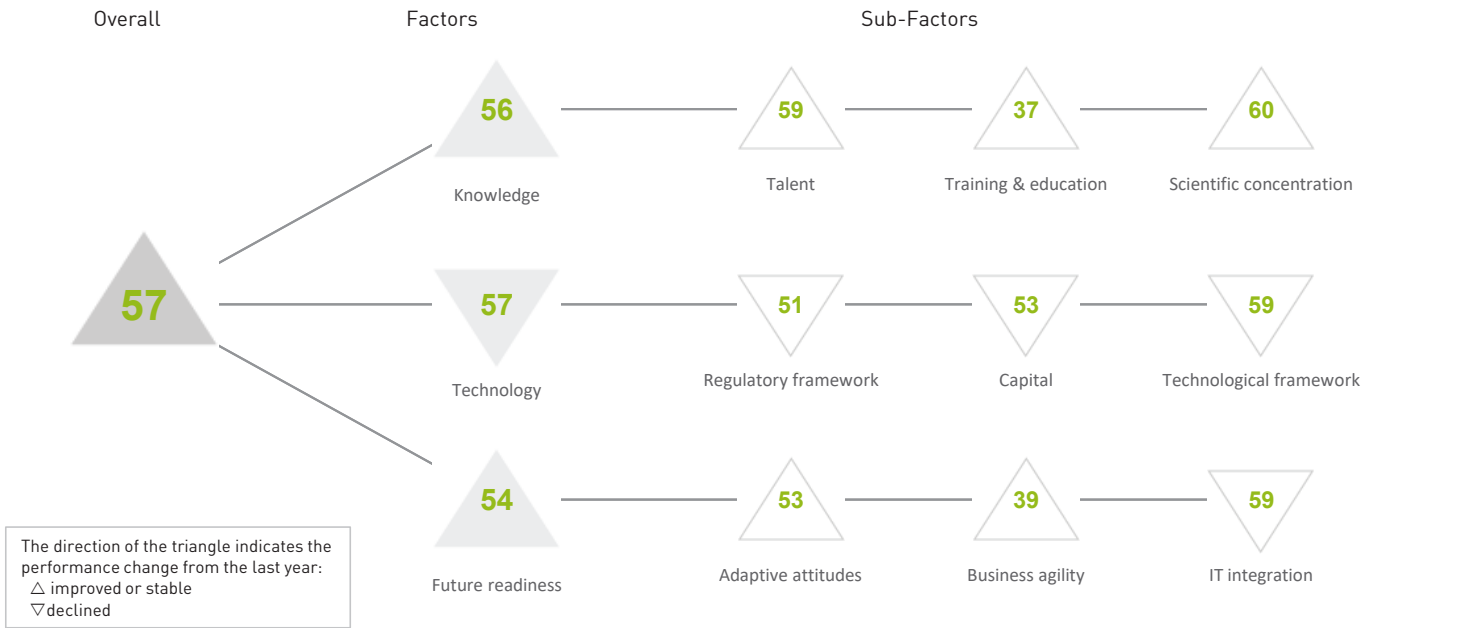 Overall
Factors
Sub-Factors
56
59
37
60
Knowledge
Talent
Training & education
Scientific concentration
57
57
51
53
59
Technology
Regulatory framework
Capital
Technological framework
54
53
39
59
Future readiness
Adaptive attitudes
Business agility
IT integration
The direction of the triangle indicates the
performance change from the last year:
△ improved or stable
▽ declined